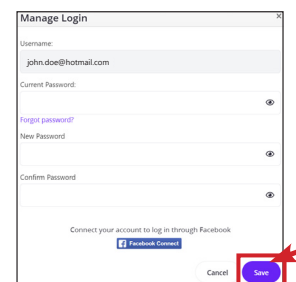 Manage Login
×
Username:
john.doe@hotmail.com
Current Password:
Forgot password?
New Password
Confirm Password
Connect your account to log in through Facebook
f Facebook Connect
Cancel Save